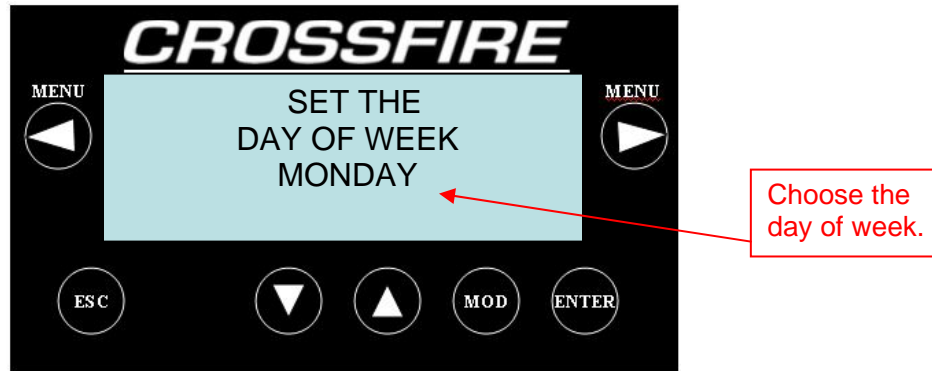 CROSSFIRE
MENU
MENU
SET THE
DAY OF WEEK
MONDAY
Choose the
day of week.
ESC
MOD
ENTER